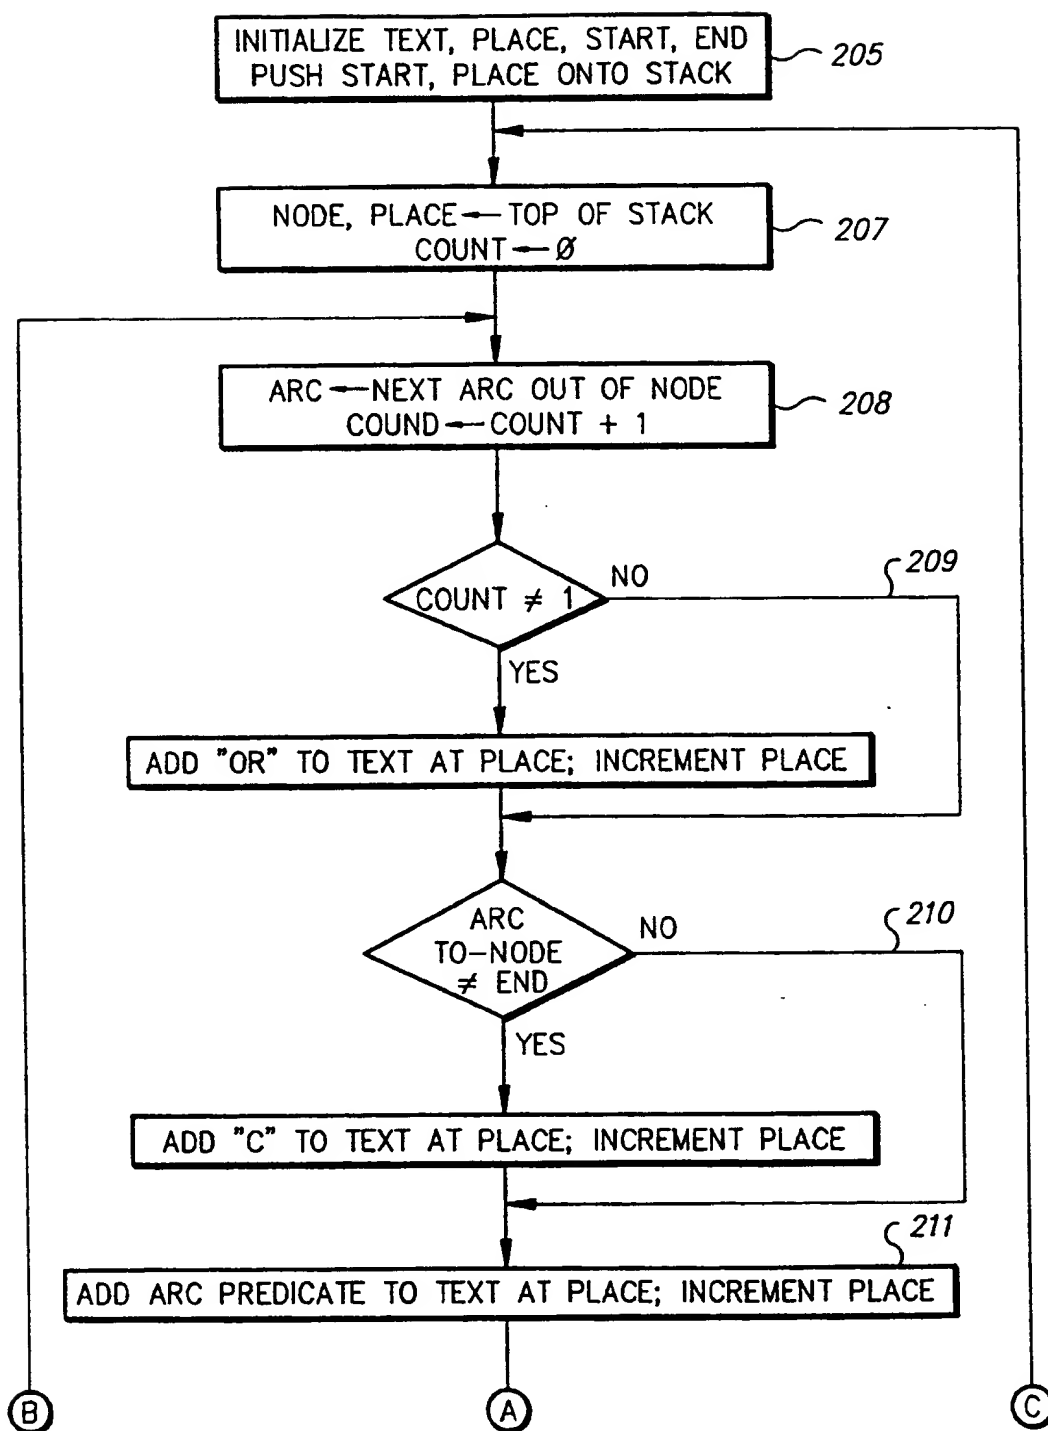 INITIALIZE TEXT, PLACE, START, END
PUSH START, PLACE ONTO STACK
205
NODE, PLACE←TOP OF STACK
COUNT←Ø
207
ARC←NEXT ARC OUT OF NODE
COUND←COUNT + 1
208
COUNT ≠ 1
NO
209
YES
ADD "OR" TO TEXT AT PLACE; INCREMENT PLACE
ARC
TO-NODE
≠ END
NO
210
YES
ADD "C" TO TEXT AT PLACE; INCREMENT PLACE
211
ADD ARC PREDICATE TO TEXT AT PLACE; INCREMENT PLACE
B
A
C